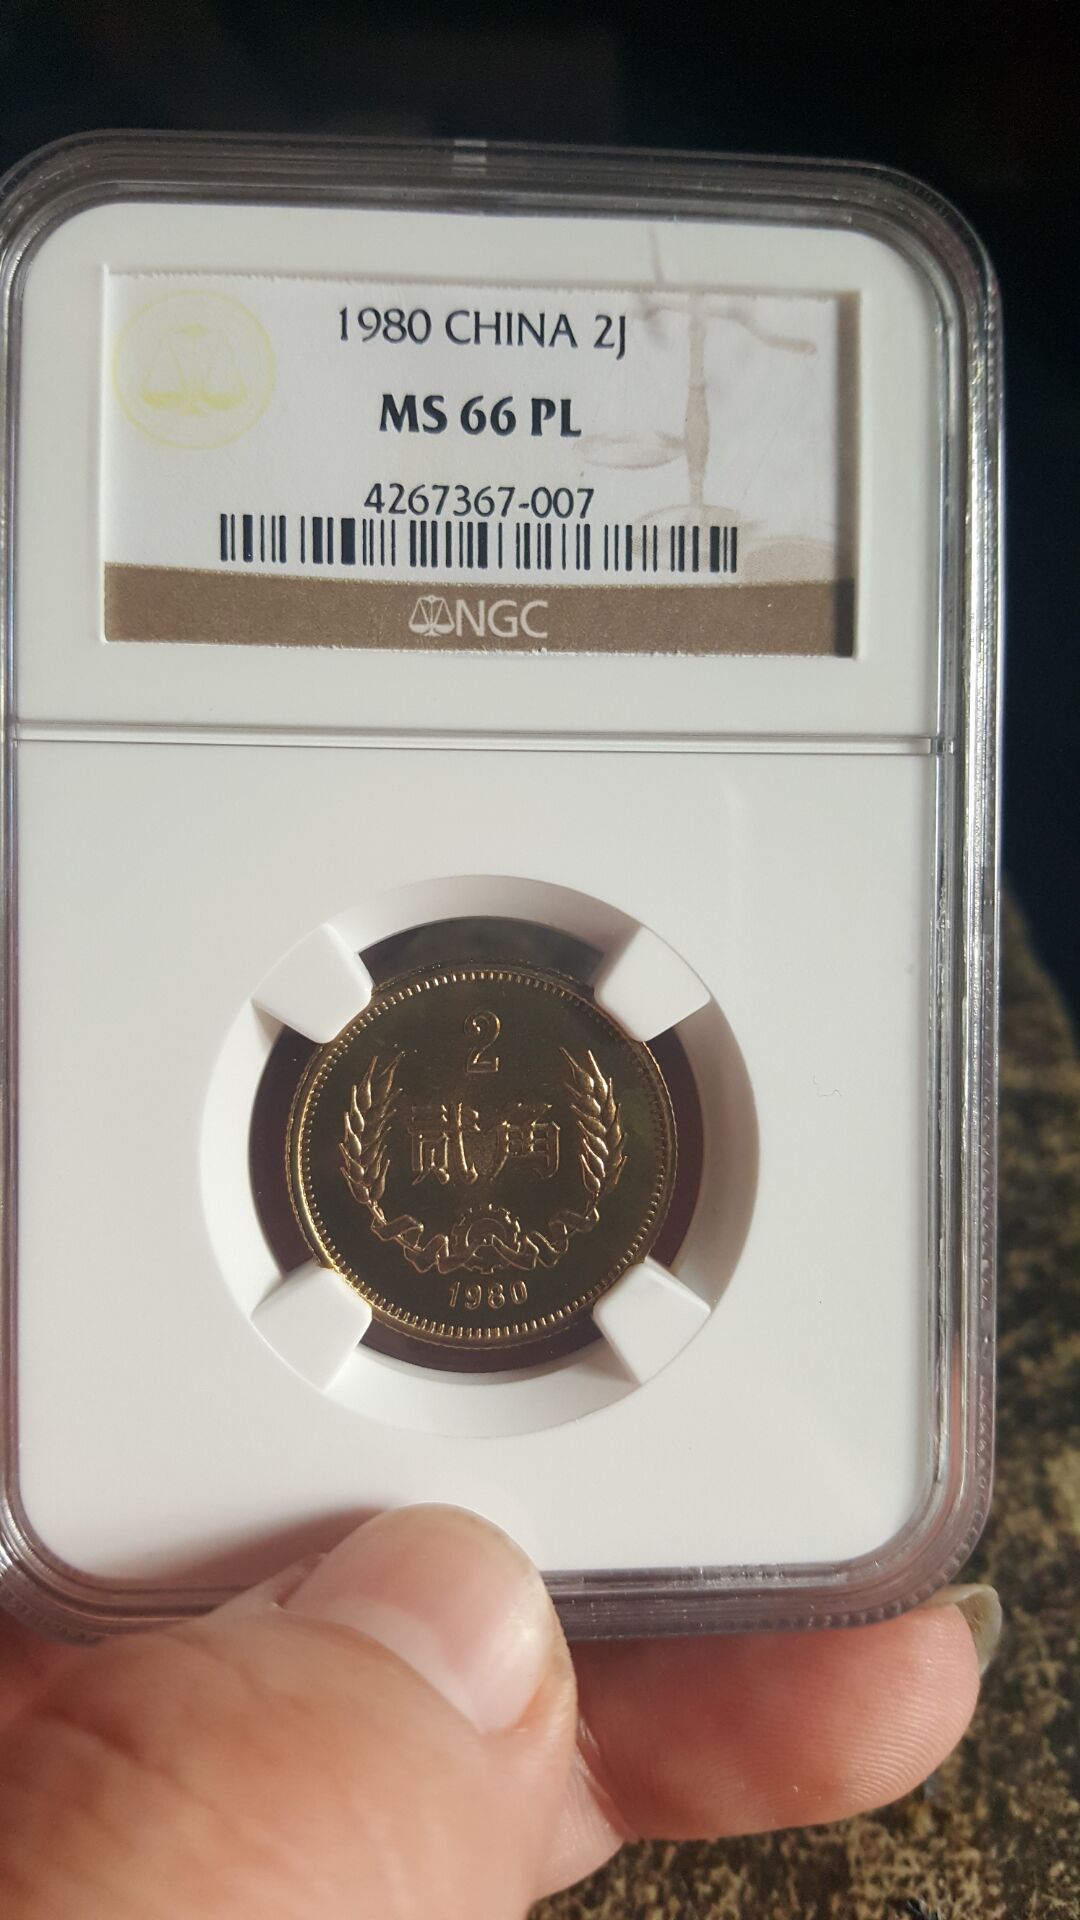 1980 CHINA 2J
MS 66 PL
4267367-007
NGC
2
贰角
1980